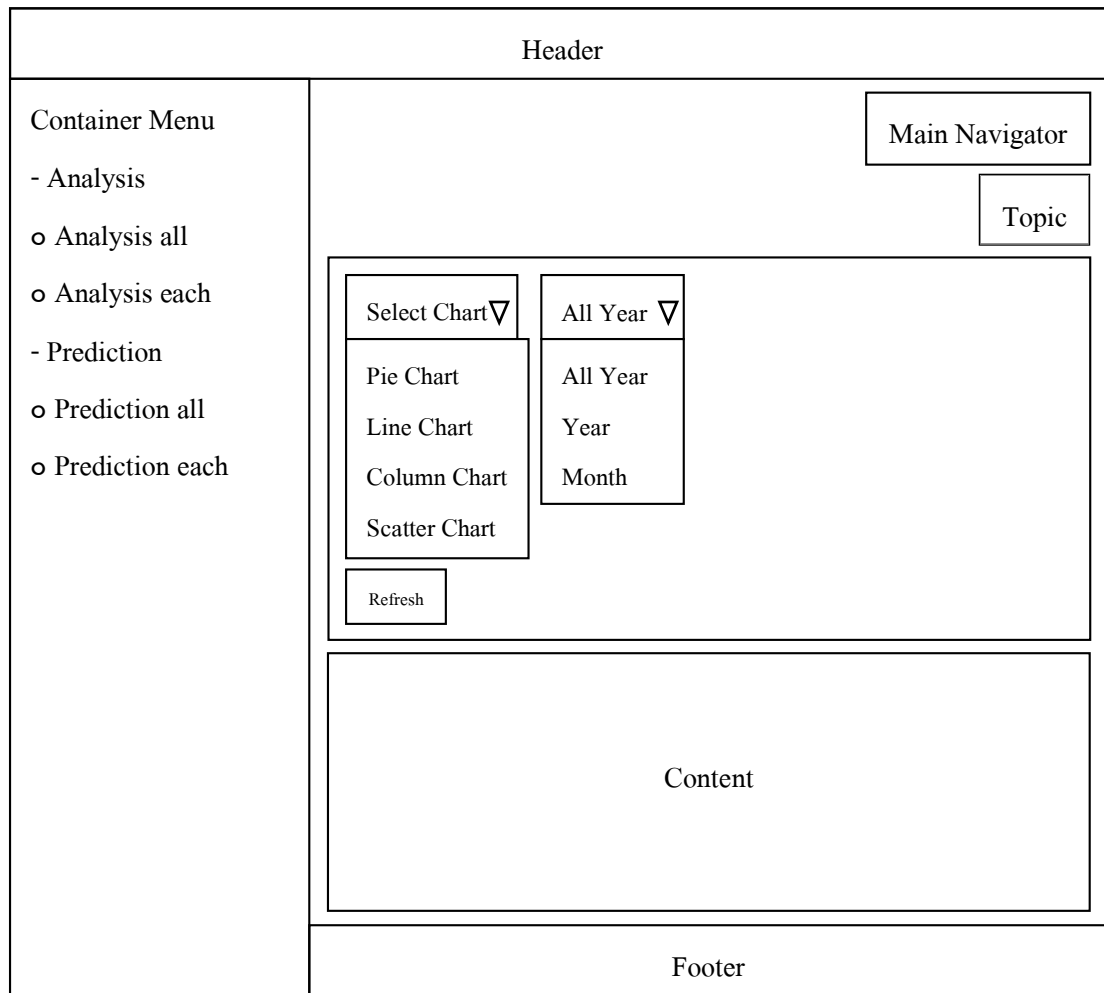 Header
Container Menu
- Analysis
o Analysis all
o Analysis each
- Prediction
o Prediction all
o Prediction each
Main Navigator
Topic
Select Chart
Pie Chart
Line Chart
Column Chart
Scatter Chart
All Year
All Year
Year
Month
Refresh
Content
Footer